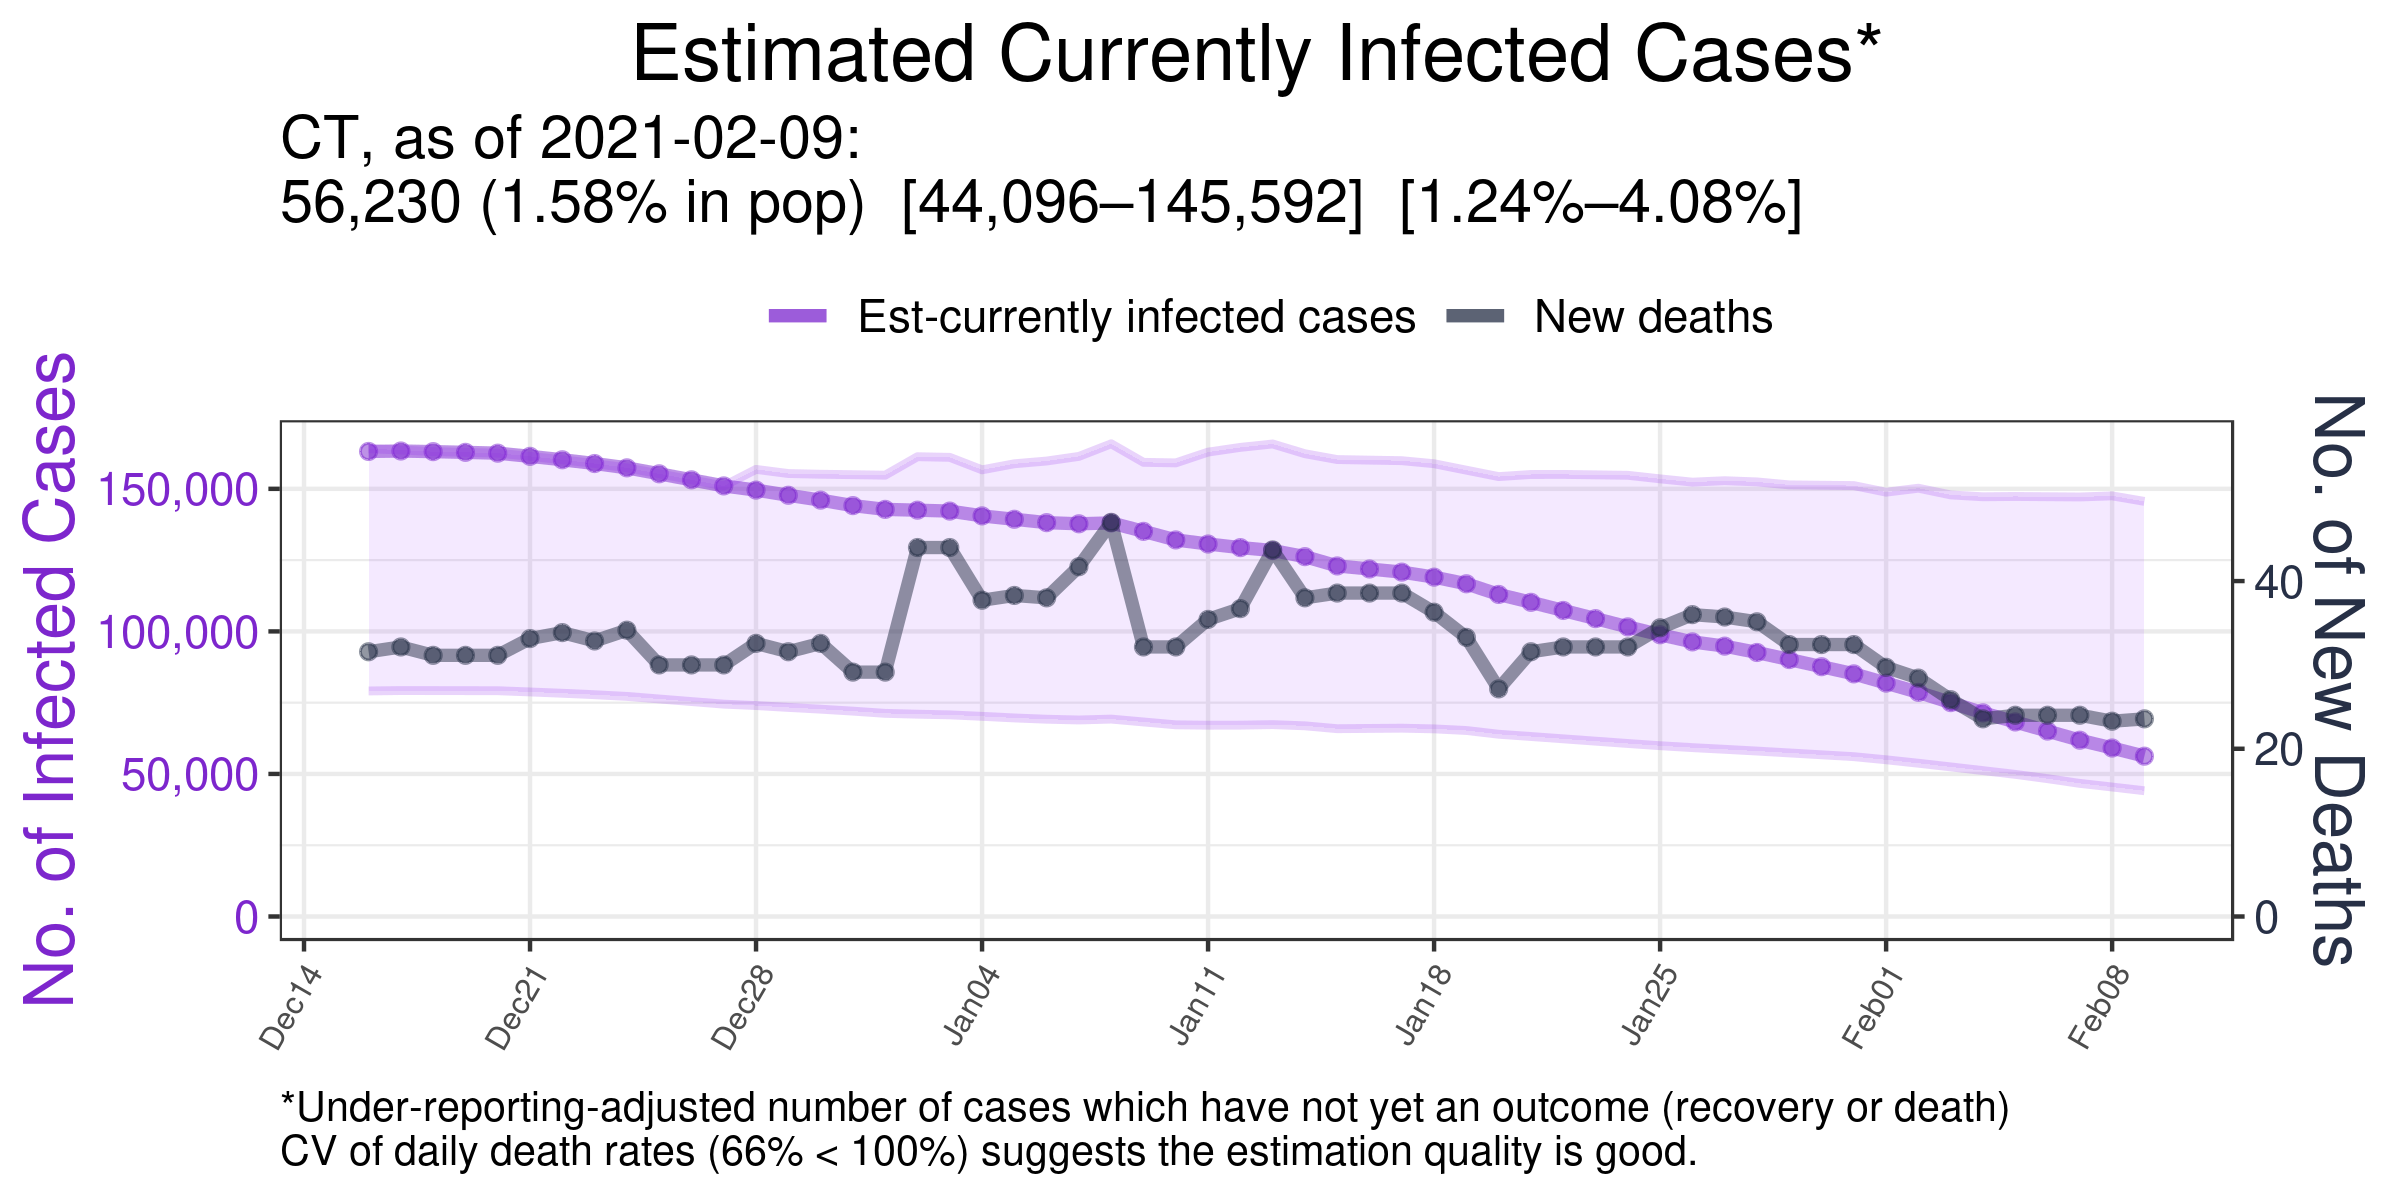 Estimated Currently Infected Cases*
CT, as of 2021-02-09:
56,230 (1.58% in pop)  [44,096–145,592]  [1.24%–4.08%]
Est-currently infected cases
New deaths
No. of Infected Cases
150,000
100,000
50,000
0
40
20
0
No. of New Deaths
Dec14
Dec21
Dec28
Jan04
Jan11
Jan18
Jan25
Feb01
Feb08
*Under-reporting-adjusted number of cases which have not yet an outcome (recovery or death)
CV of daily death rates (66% < 100%) suggests the estimation quality is good.